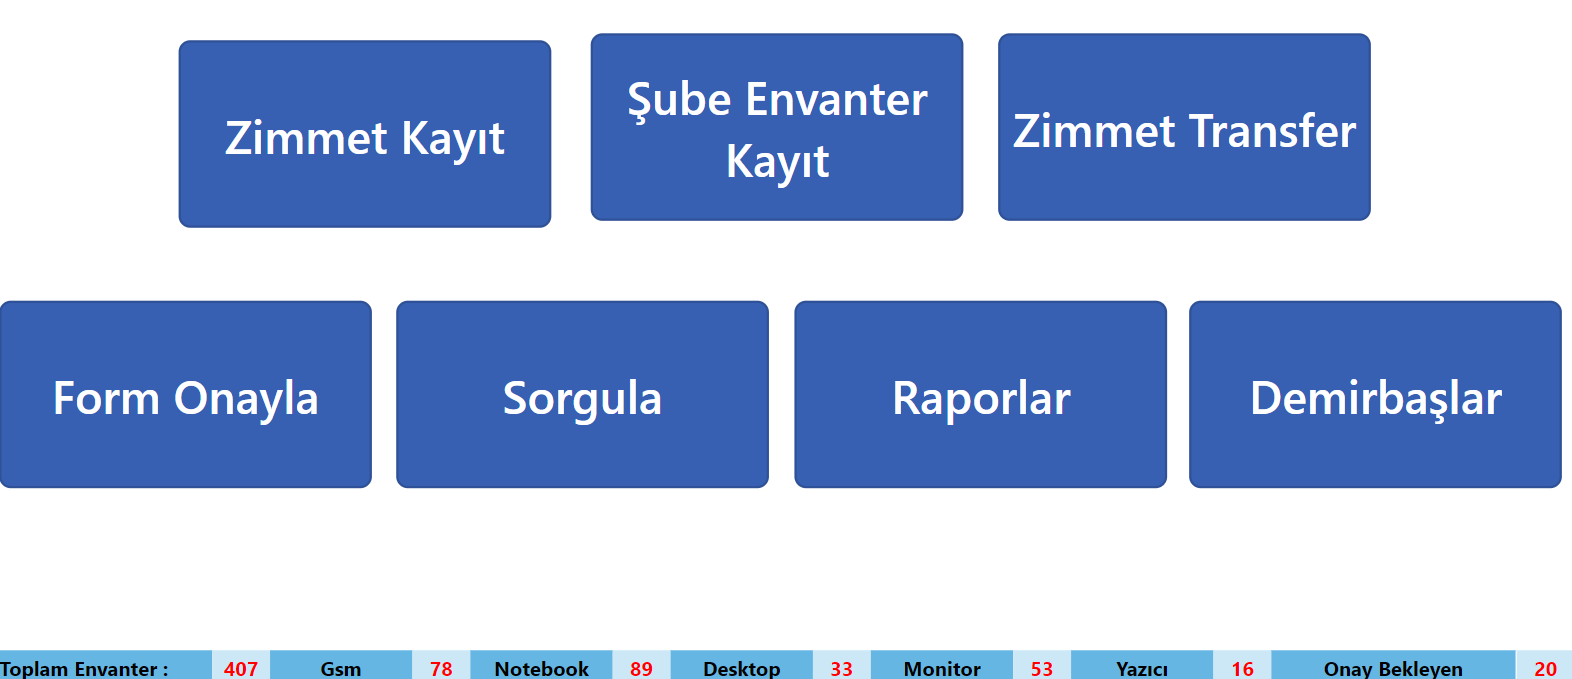 Zimmet Kayıt
Şube Envanter
Kayıt
Zimmet Transfer
Form Onayla
Sorgula
Raporlar
Demirbaşlar
Toplam Envanter : 407 Gsm 78 Notebook 89 Desktop 33 Monitor 53 Yazıcı 16 Onay Bekleyen 20